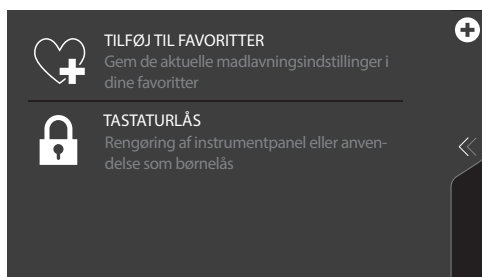 TILFØJ TIL FAVORITTER
Gem de aktuelle madlavningsindstillinger i
dine favoritter
TASTATURLÅS
Rengøring af instrumentpanel eller anven-
delse som børnelås